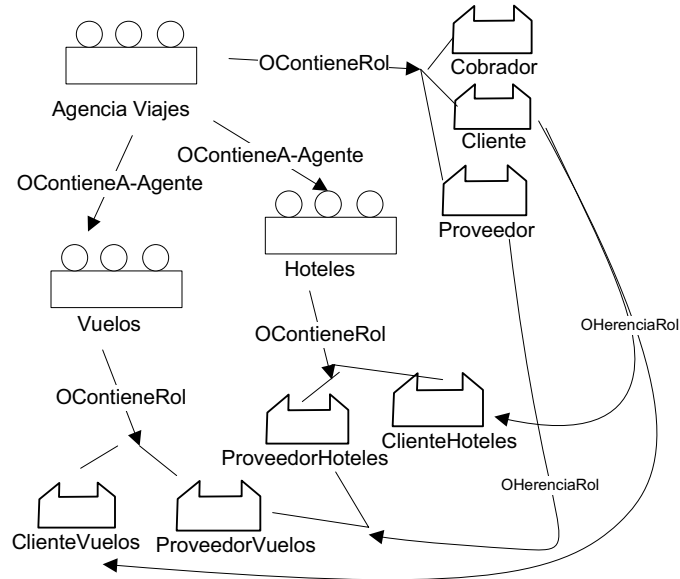 OContieneRol
Cobrador
Agencia Viajes
Cliente
OContieneA-Agente
OContieneA-Agente
Proveedor
Hoteles
Vuelos
OHerenciaRol
OContieneRol
OContieneRol
ClienteHoteles
ProveedorHoteles
OHerenciaRol
ClienteVuelos
ProveedorVuelos